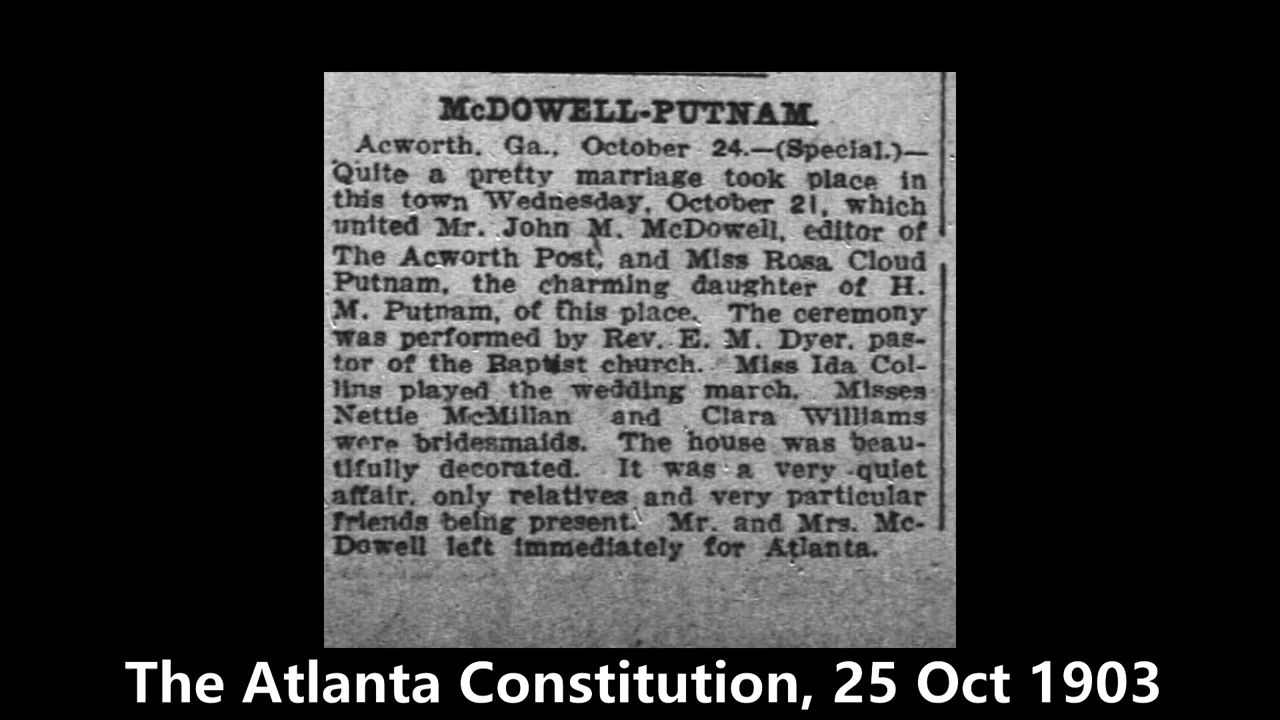 McDOWELL-PUTNAM.
Acworth, Ga., October 24.—(Special.)—
Quite a pretty marriage took place in
this town Wednesday, October 21, which
united Mr. John M. McDowell, editor of
The Acworth Post, and Miss Rosa Cloud
Putnam, the charming daughter of H.
M. Putnam, of this place. The ceremony
was performed by Rev. E. M. Dyer, pas-
tor of the Baptist church. Miss Ida Col-
lins played the wedding march. Misses
Nettie McMillan and Clara Williams
were bridesmaids. The house was beau-
tifully decorated. It was a very quiet
affair, only relatives and very particular
friends being present. Mr. and Mrs. Mc-
Dowell left immediately for Atlanta.
The Atlanta Constitution, 25 Oct 1903